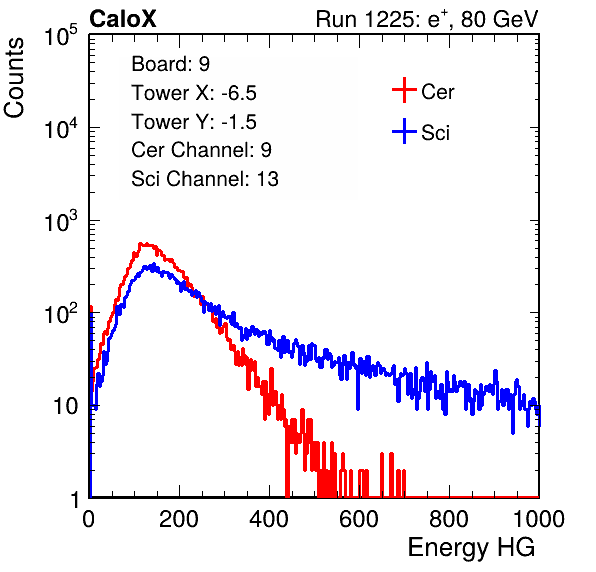 CaloX Run 1225: e⁺, 80 GeV
Counts
Board: 9
Tower X: -6.5
Tower Y: -1.5
Cer Channel: 9
Sci Channel: 13
Cer
Sci
10⁵
10⁴
10³
10²
10
1
0 200 400 600 800 1000
Energy HG